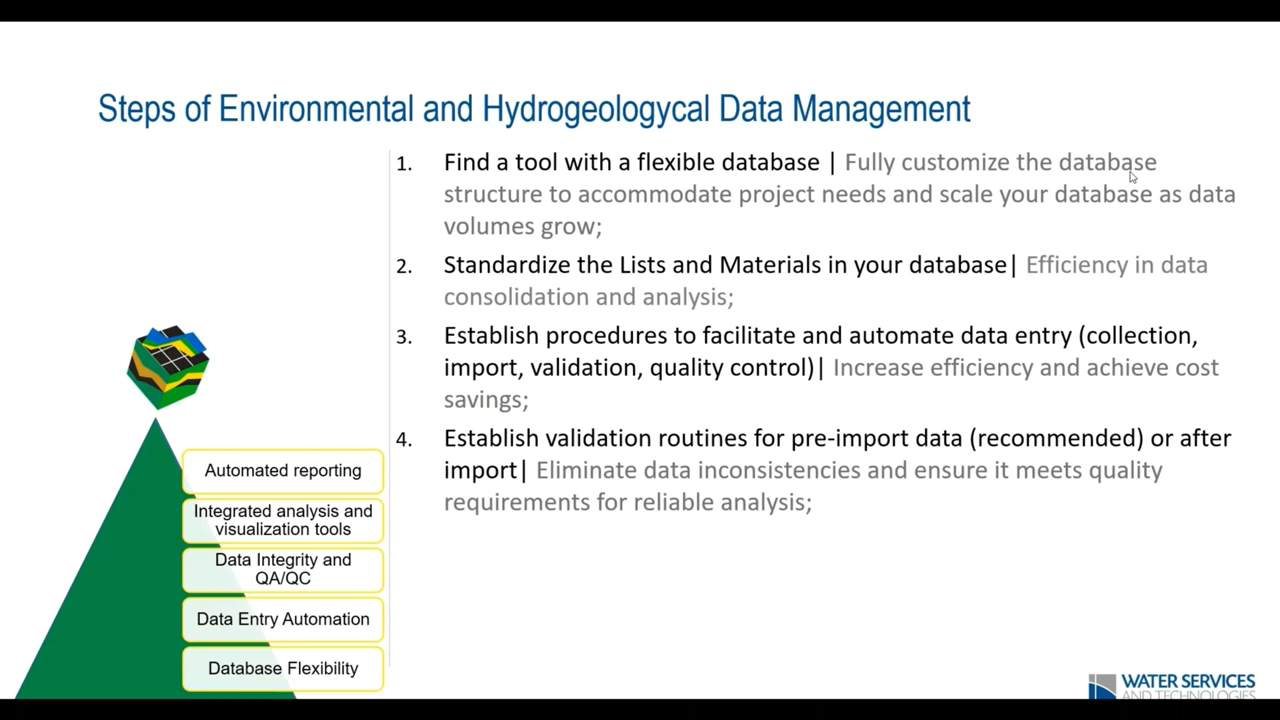 Steps of Environmental and Hydrogeologycal Data Management
1. Find a tool with a flexible database | Fully customize the database
structure to accommodate project needs and scale your database as data
volumes grow;
2. Standardize the Lists and Materials in your database| Efficiency in data
consolidation and analysis;
3. Establish procedures to facilitate and automate data entry (collection,
import, validation, quality control)| Increase efficiency and achieve cost
savings;
4. Establish validation routines for pre-import data (recommended) or after
import| Eliminate data inconsistencies and ensure it meets quality
requirements for reliable analysis;
Automated reporting
Integrated analysis and
visualization tools
Data Integrity and
QA/QC
Data Entry Automation
Database Flexibility
WATER SERVICES
AND TECHNOLOGIES